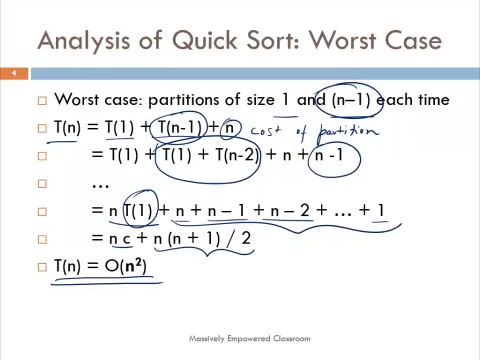 Analysis of Quick Sort: Worst Case
4
Worst case: partitions of size 1 and (n–1) each time
T(n) = T(1) + T(n-1) + n cost of partition
= T(1) + T(1) + T(n-2) + n + n -1
...
= n T(1) + n + n – 1 + n – 2 + ... + 1
= n c + n (n + 1) / 2
T(n) = O(n²)
Massively Empowered Classroom